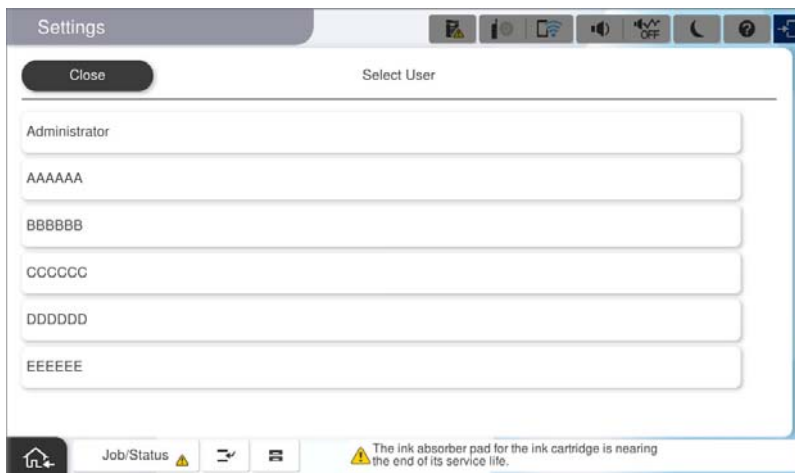 Settings
OFF
Close
Select User
Administrator
AAAAAA
BBBBBB
CCCCCC
DDDDDD
EEEEEE
Job/Status
The ink absorber pad for the ink cartridge is nearing
the end of its service life.